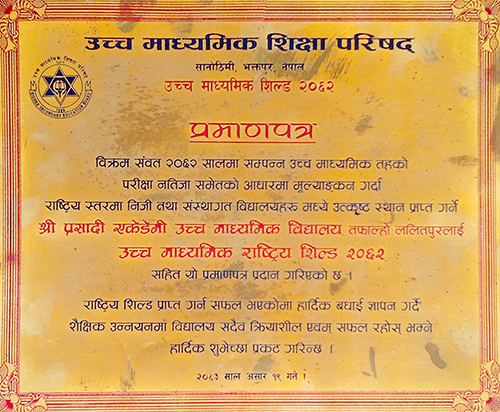 उच्च माध्यमिक शिक्षा परिषद
सानोठिमी, भक्तपुर, नेपाल
उच्च माध्यमिक शिल्ड २०६२
प्रमाणपत्र
विक्रम संवत २०६२ सालमा सम्पन्न उच्च माध्यमिक तहको
परीक्षा नतिजा समेतको आधारमा मूल्याङ्कन गर्दा
राष्ट्रिय स्तरमा निजी तथा संस्थागत विद्यालयहरु मध्ये उत्कृष्ट स्थान प्राप्त गर्ने
श्री प्रसादी एकेडेमी उच्च माध्यमिक विद्यालय तफाल्हो ललितपुरलाई
उच्च माध्यमिक राष्ट्रिय शिल्ड २०६२
सहित यो प्रमाणपत्र प्रदान गरिएको छ ।
राष्ट्रिय शिल्ड प्राप्त गर्न सफल भएकोमा हार्दिक बधाई ज्ञापन गर्दै
शैक्षिक उन्नयनमा विद्यालय सदैव क्रियाशील एवम् सफल रहोस् भन्ने
हार्दिक शुभेच्छा प्रकट गरिन्छ ।
२०६३ साल असार १९ गते ।